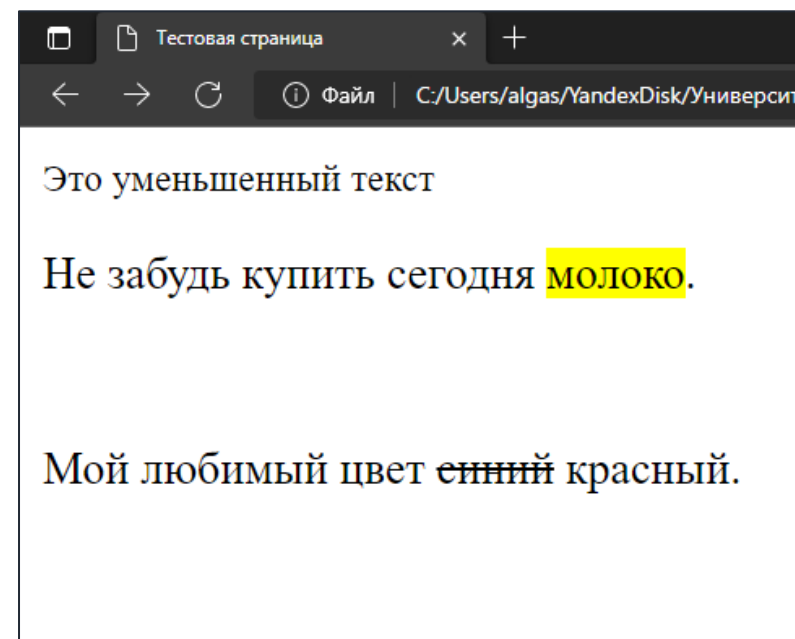 Тестовая страница
Файл | C:/Users/algas/YandexDisk/Университ
Это уменьшенный текст
Не забудь купить сегодня молоко.
Мой любимый цвет синий красный.